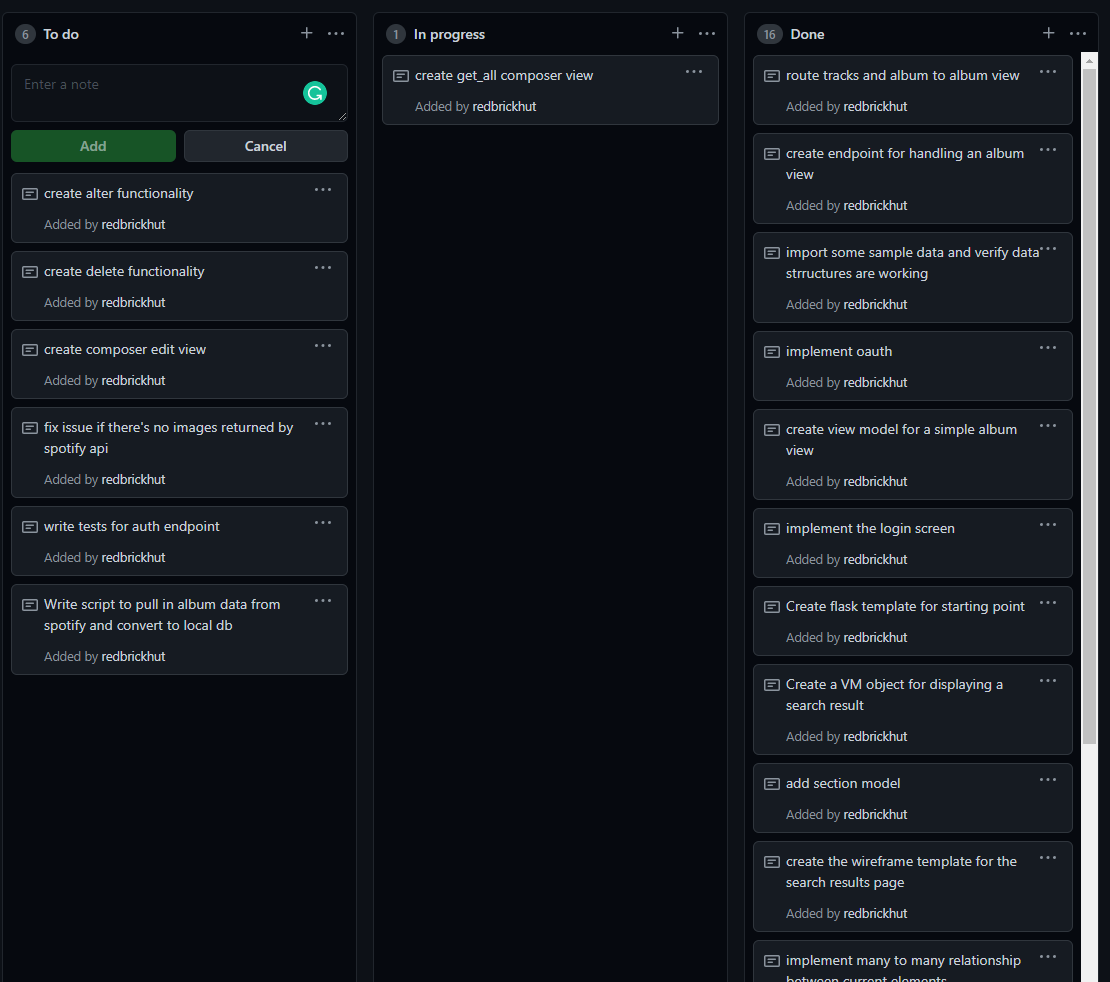 6 To do
Enter a note
Add Cancel
create alter functionality
Added by redbrickhut
create delete functionality
Added by redbrickhut
create composer edit view
Added by redbrickhut
fix issue if there's no images returned by
spotify api
Added by redbrickhut
write tests for auth endpoint
Added by redbrickhut
Write script to pull in album data from
spotify and convert to local db
Added by redbrickhut
1 In progress
create get_all composer view
Added by redbrickhut
16 Done
route tracks and album to album view
Added by redbrickhut
create endpoint for handling an album
view
Added by redbrickhut
import some sample data and verify data
strructures are working
Added by redbrickhut
implement oauth
Added by redbrickhut
create view model for a simple album
view
Added by redbrickhut
implement the login screen
Added by redbrickhut
Create flask template for starting point
Added by redbrickhut
Create a VM object for displaying a
search result
Added by redbrickhut
add section model
Added by redbrickhut
create the wireframe template for the
search results page
Added by redbrickhut
implement many to many relationship
between current elements